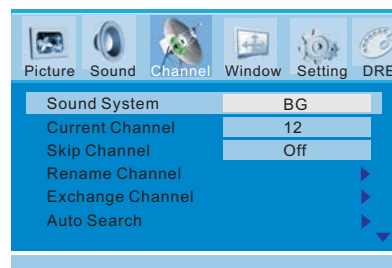 Picture Sound Channel Window Setting DRE
Sound System BG
Current Channel 12
Skip Channel Off
Rename Channel
Exchange Channel
Auto Search